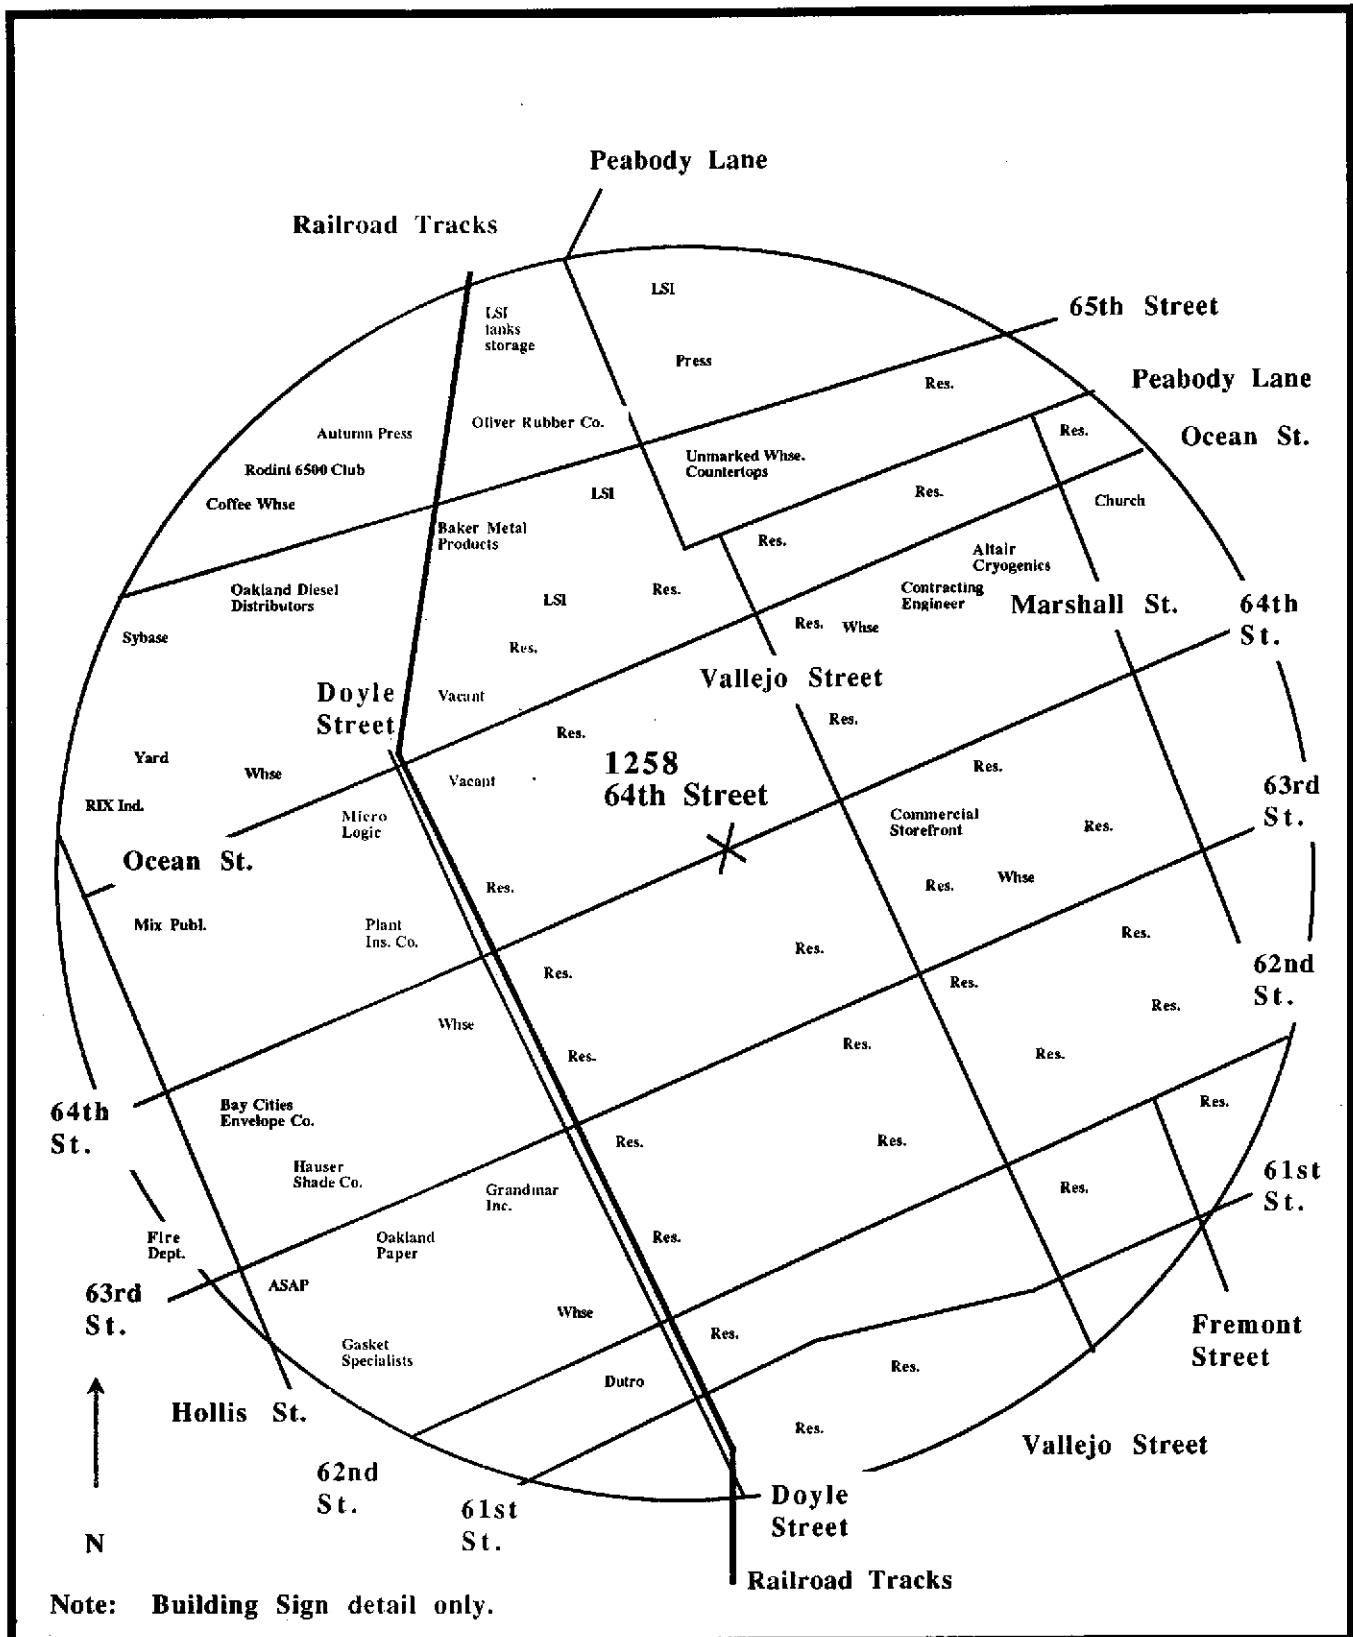 Peabody Lane
Railroad Tracks
LSI
LSI
tanks
storage
65th Street
Press
Res.
Peabody Lane
Oliver Rubber Co.
Autumn Press
Res.
Ocean St.
Unmarked Whse.
Countertops
Rodini 6500 Club
LSI
Res.
Coffee Whse
Church
Baker Metal
Products
Res.
Altair
Cryogenics
Oakland Diesel
Distributors
LSI
Res.
Contracting
Engineer
Marshall St.
64th
St.
Sybase
Res.
Res.
Whse
Vallejo Street
Doyle
Street
Vacant
Res.
Res.
Yard
Whse
Vacant
1258
64th Street
Res.
63rd
St.
RIX Ind.
Micro
Logic
Commercial
Storefront
Res.
Ocean St.
Res.
Res.
Whse
Mix Publ.
Plant
Ins. Co.
Res.
Res.
Res.
Res.
62nd
St.
Res.
Whse
Res.
Res.
Res.
64th
St.
Bay Cities
Envelope Co.
Res.
Res.
Res.
Hauser
Shade Co.
Grandmar
Inc.
Res.
61st
St.
Fire
Dept.
Oakland
Paper
Res.
63rd
St.
ASAP
Whse
Res.
Fremont
Street
Gasket
Specialists
Dutro
Res.
Hollis St.
Res.
Vallejo Street
62nd
St.
61st
St.
Doyle
Street
N
Railroad Tracks
Note: Building Sign detail only.